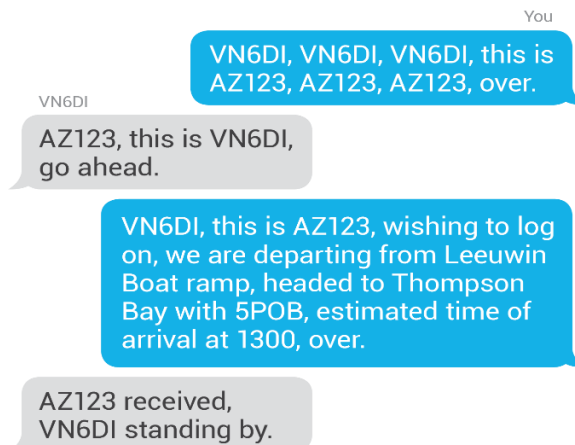 You
VN6DI, VN6DI, VN6DI, this is
AZ123, AZ123, AZ123, over.
VN6DI
AZ123, this is VN6DI,
go ahead.
VN6DI, this is AZ123, wishing to log
on, we are departing from Leeuwin
Boat ramp, headed to Thompson
Bay with 5POB, estimated time of
arrival at 1300, over.
AZ123 received,
VN6DI standing by.